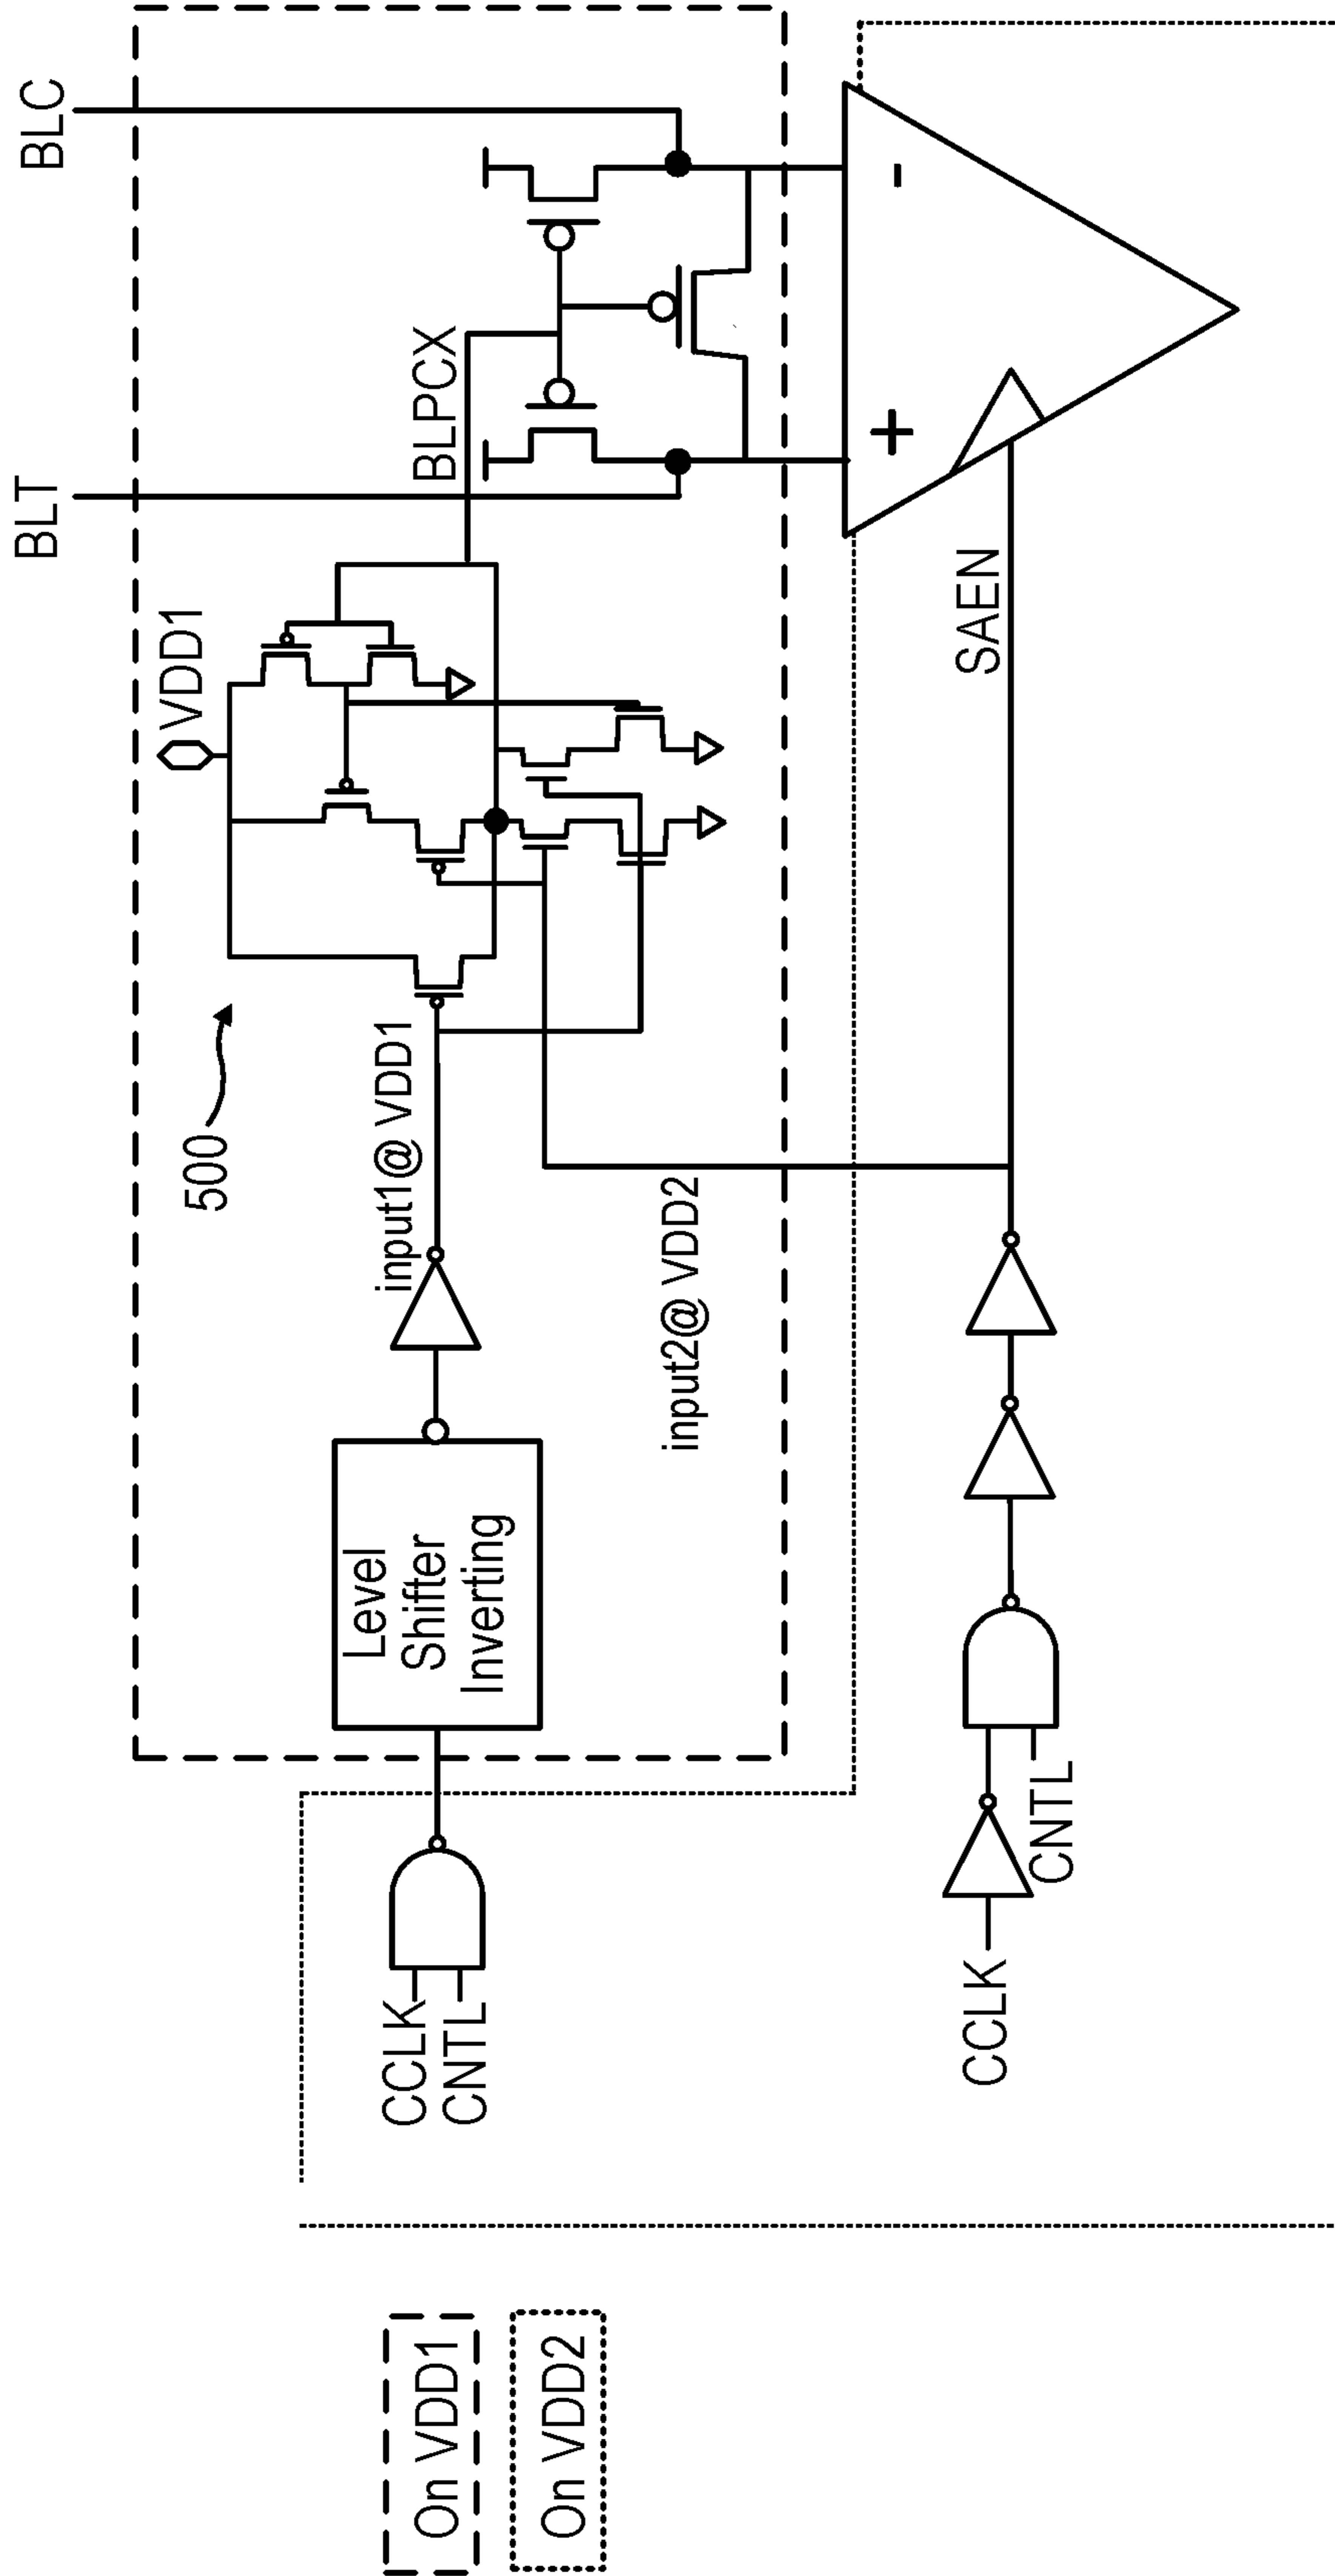 BLT
BLC
VDD1
BLPCX
500
input1@ VDD1
input2@ VDD2
Level
Shifter
Inverting
CCLK
CNTL
+
-
SAEN
CCLK
CNTL
On VDD1
On VDD2